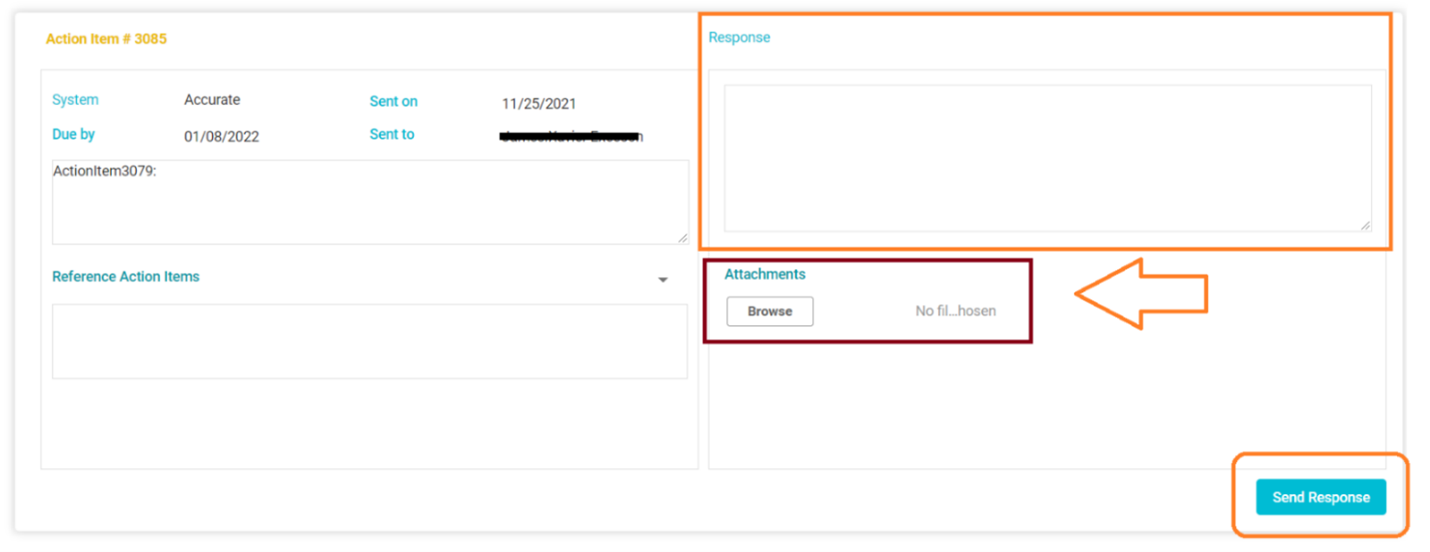 Action Item # 3085
System Accurate Sent on 11/25/2021
Due by 01/08/2022 Sent to
ActionItem3079:
Reference Action Items
Response
Attachments
Browse No fil...hosen
Send Response